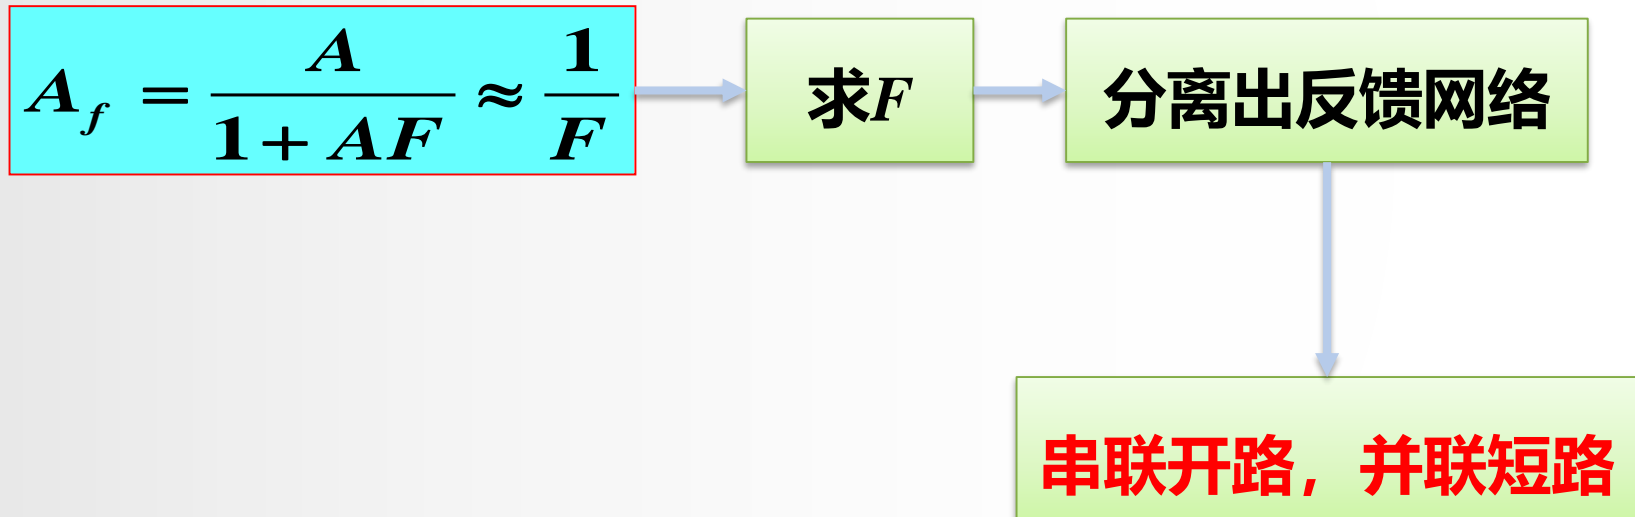 A_f = A / (1 + AF) ≈ 1 / F
求F
分离出反馈网络
串联开路，并联短路